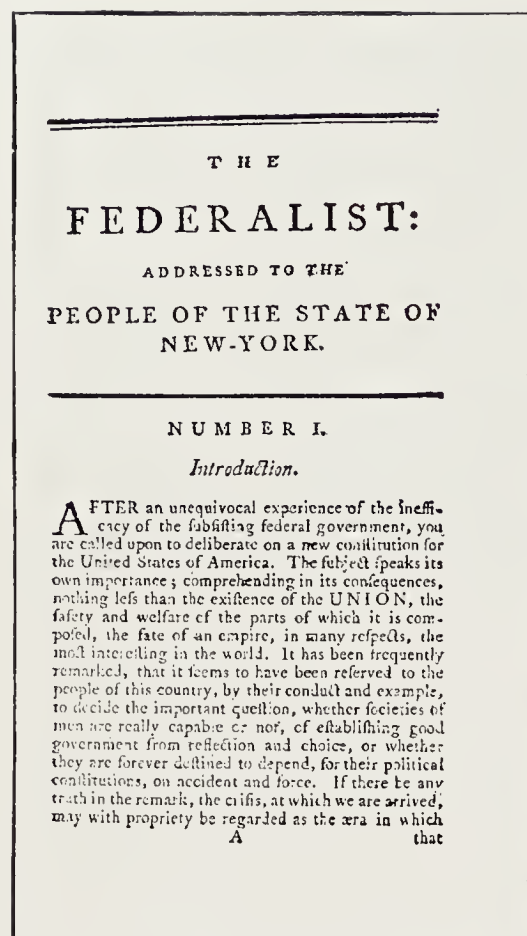 THE
FEDERALIST:
ADDRESSED TO THE
PEOPLE OF THE STATE OF
NEW-YORK.
NUMBER I.
Introduction.
AFTER an unequivocal experience of the ineffi-
cacy of the ſubſiſting federal government, you
are called upon to deliberate on a new conſtitution for
the United States of America. The ſubject ſpeaks its
own importance; comprehending in its conſequences,
nothing leſs than the exiſtence of the UNION, the
ſafety and welfare of the parts of which it is com-
poſed, the fate of an empire, in many reſpects, the
moſt intereſting in the world. It has been frequently
remarked, that it ſeems to have been reſerved to the
people of this country, by their conduct and example,
to decide the important queſtion, whether ſocieties of
men are really capable or not, of eſtabliſhing good
government from reflection and choice, or whether
they are forever deſtined to depend, for their political
conſtitutions, on accident and force. If there be any
truth in the remark, the criſis, at which we are arrived,
may with propriety be regarded as the æra in which
A that